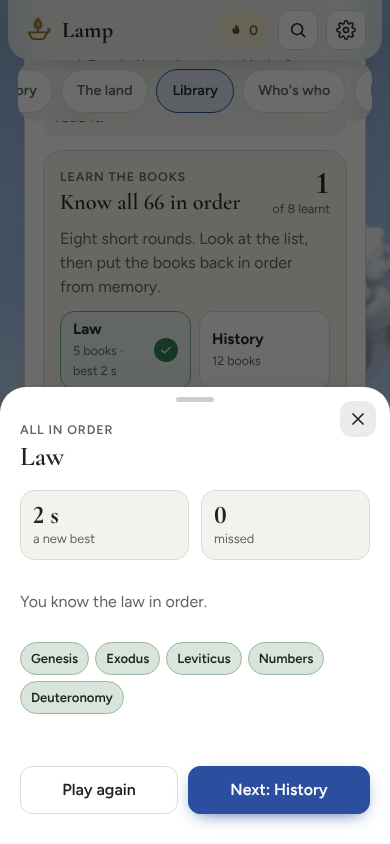 Lamp
0
ory
The land
Library
Who's who
LEARN THE BOOKS
Know all 66 in order
1
of 8 learnt
Eight short rounds. Look at the list,
then put the books back in order
from memory.
Law
5 books ·
best 2 s
History
12 books
ALL IN ORDER
Law
2 s
a new best
0
missed
You know the law in order.
Genesis
Exodus
Leviticus
Numbers
Deuteronomy
Play again
Next: History